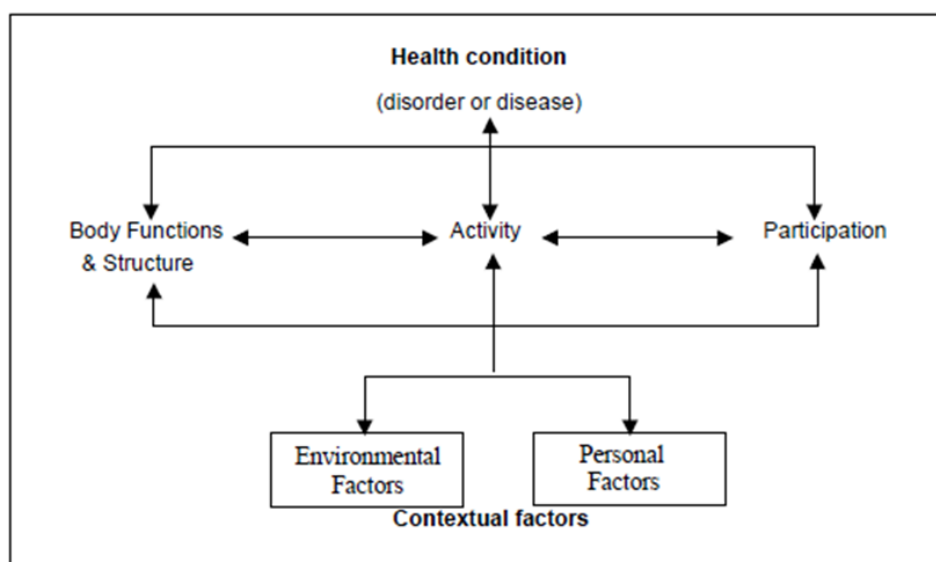 Health condition
(disorder or disease)
Body Functions
& Structure
Activity
Participation
Environmental
Factors
Personal
Factors
Contextual factors